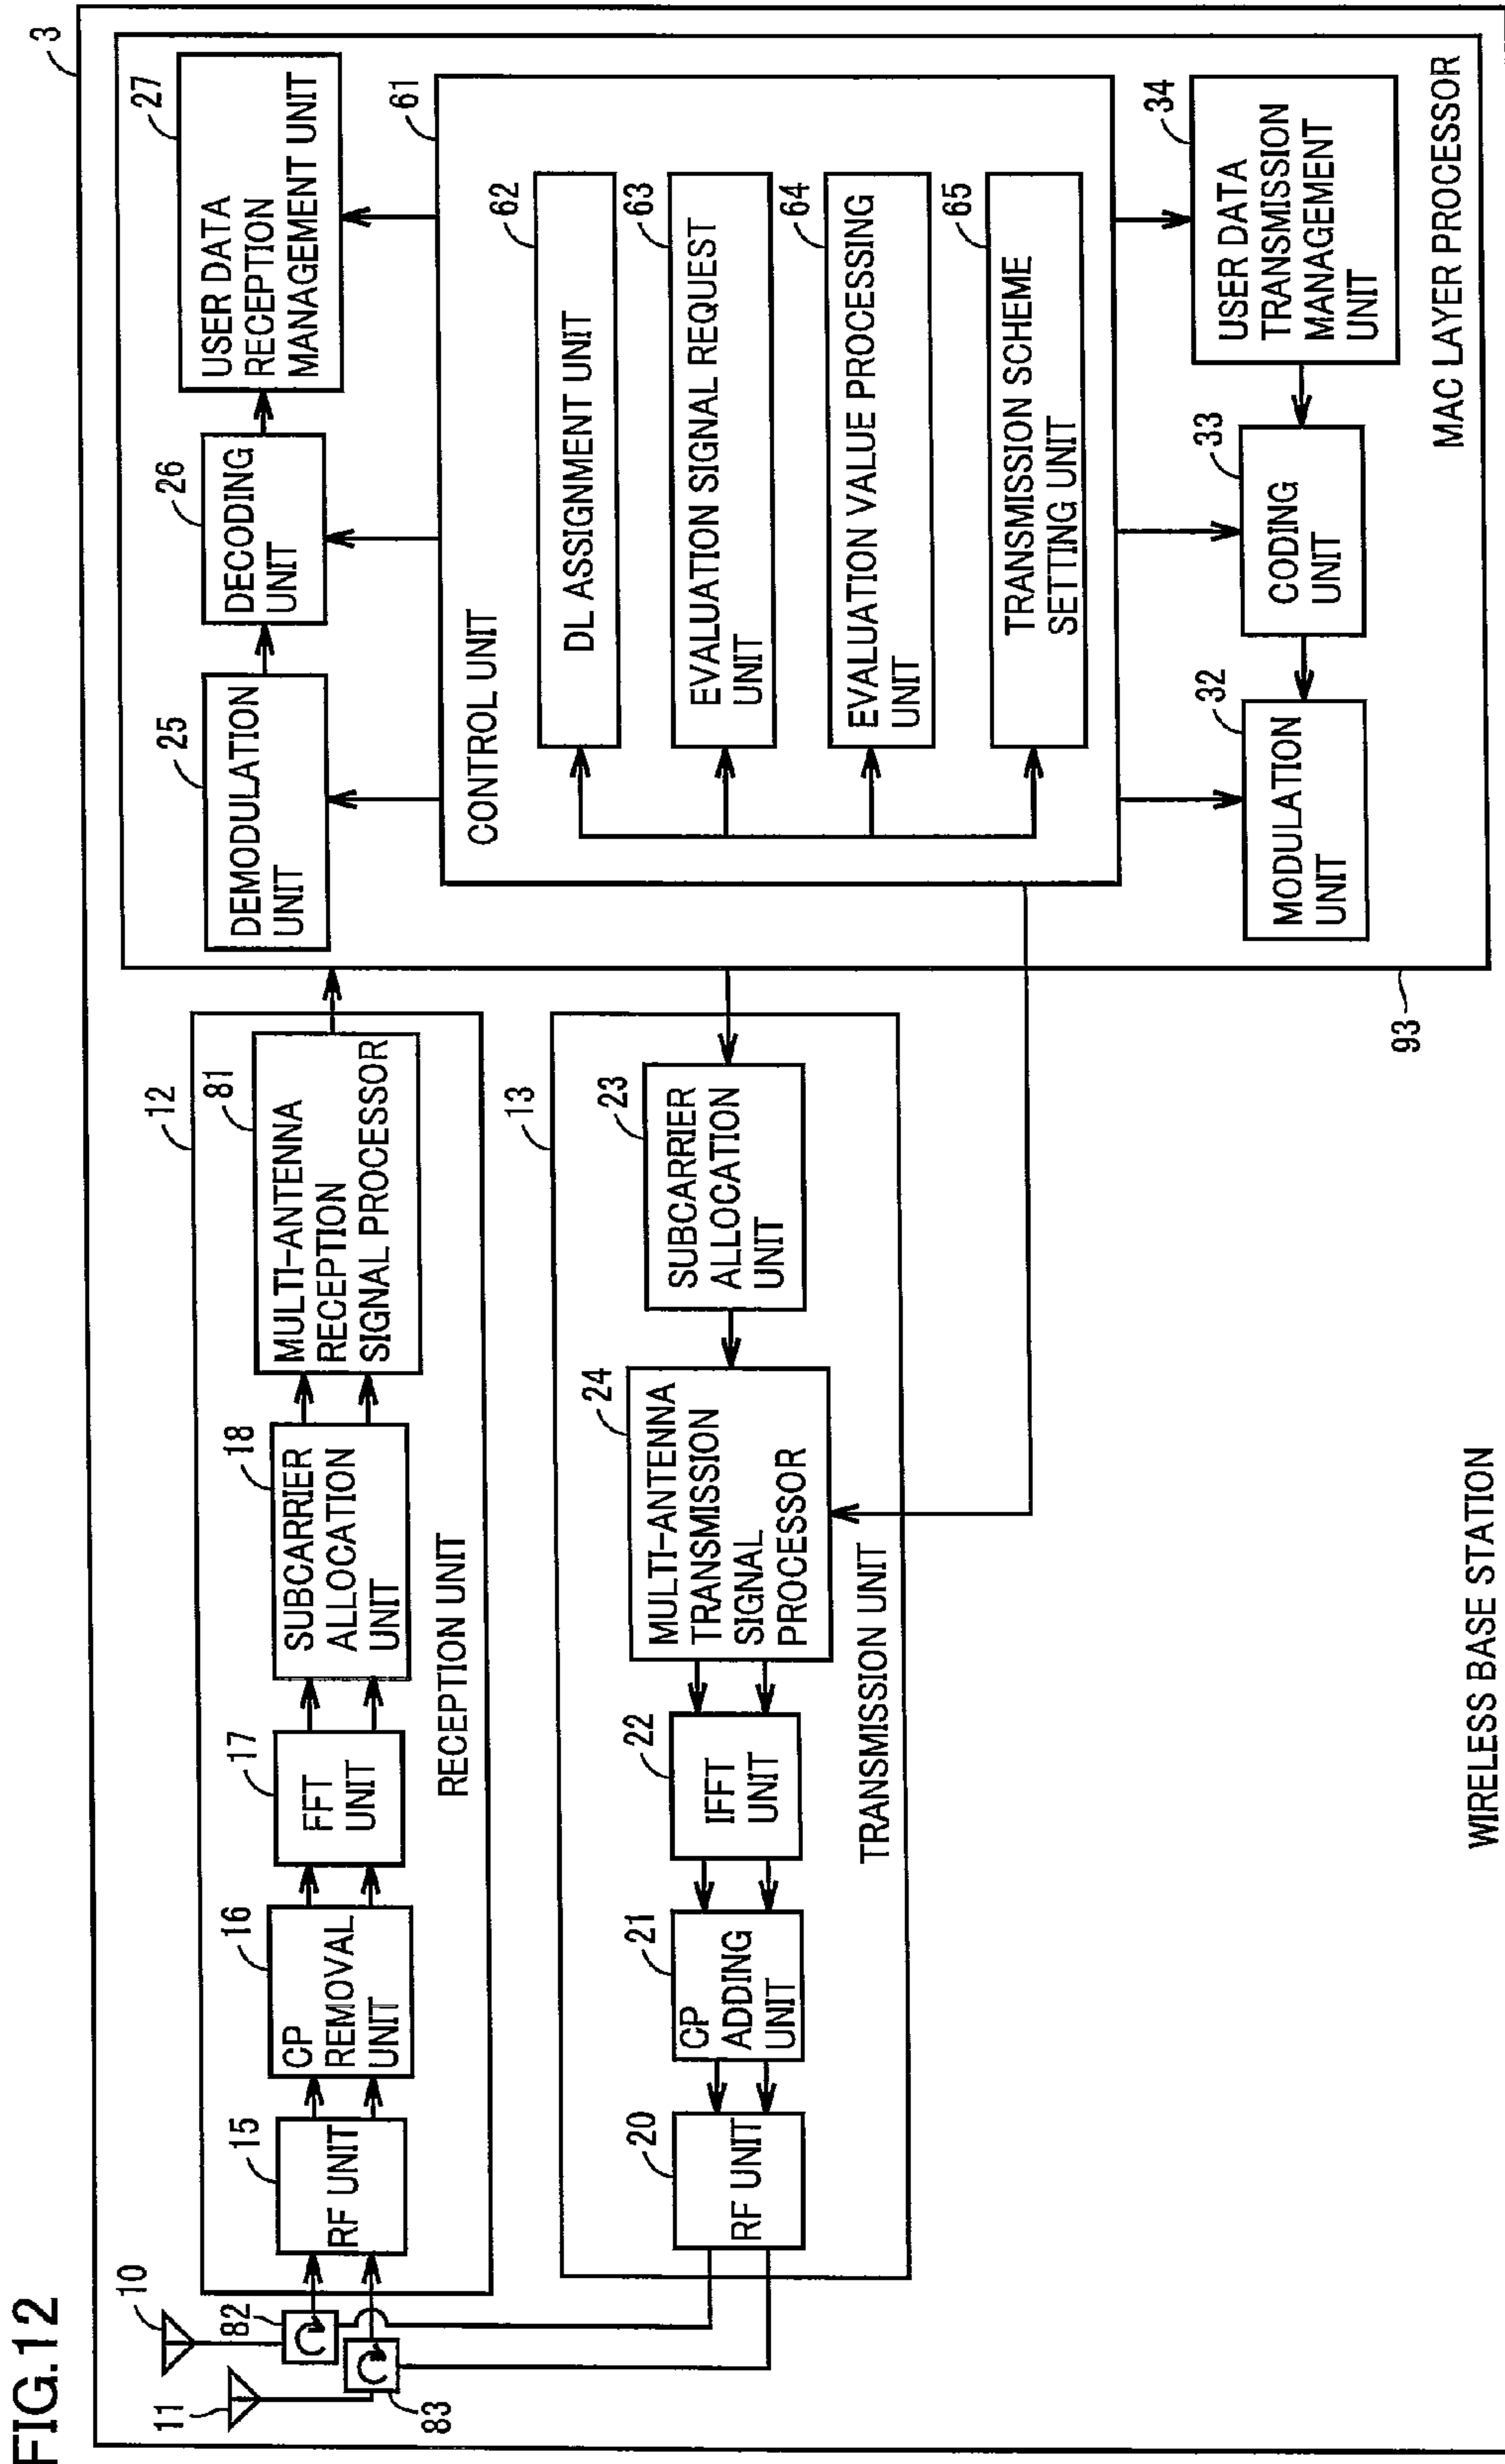 FIG.12
3
10
11
82
83
12
15
RF UNIT
16
CP
REMOVAL
UNIT
17
FFT
UNIT
18
SUBCARRIER
ALLOCATION
UNIT
81
MULTI-ANTENNA
RECEPTION
SIGNAL PROCESSOR
RECEPTION UNIT
13
20
RF UNIT
21
CP
ADDING
UNIT
22
IFFT
UNIT
24
MULTI-ANTENNA
TRANSMISSION
SIGNAL
PROCESSOR
23
SUBCARRIER
ALLOCATION
UNIT
TRANSMISSION UNIT
25
DEMODULATION
UNIT
26
DECODING
UNIT
27
USER DATA
RECEPTION
MANAGEMENT UNIT
61
CONTROL UNIT
62
DL ASSIGNMENT UNIT
63
EVALUATION SIGNAL REQUEST
UNIT
64
EVALUATION VALUE PROCESSING
UNIT
65
TRANSMISSION SCHEME
SETTING UNIT
32
MODULATION
UNIT
33
CODING
UNIT
34
USER DATA
TRANSMISSION
MANAGEMENT
UNIT
93
MAC LAYER PROCESSOR
WIRELESS BASE STATION